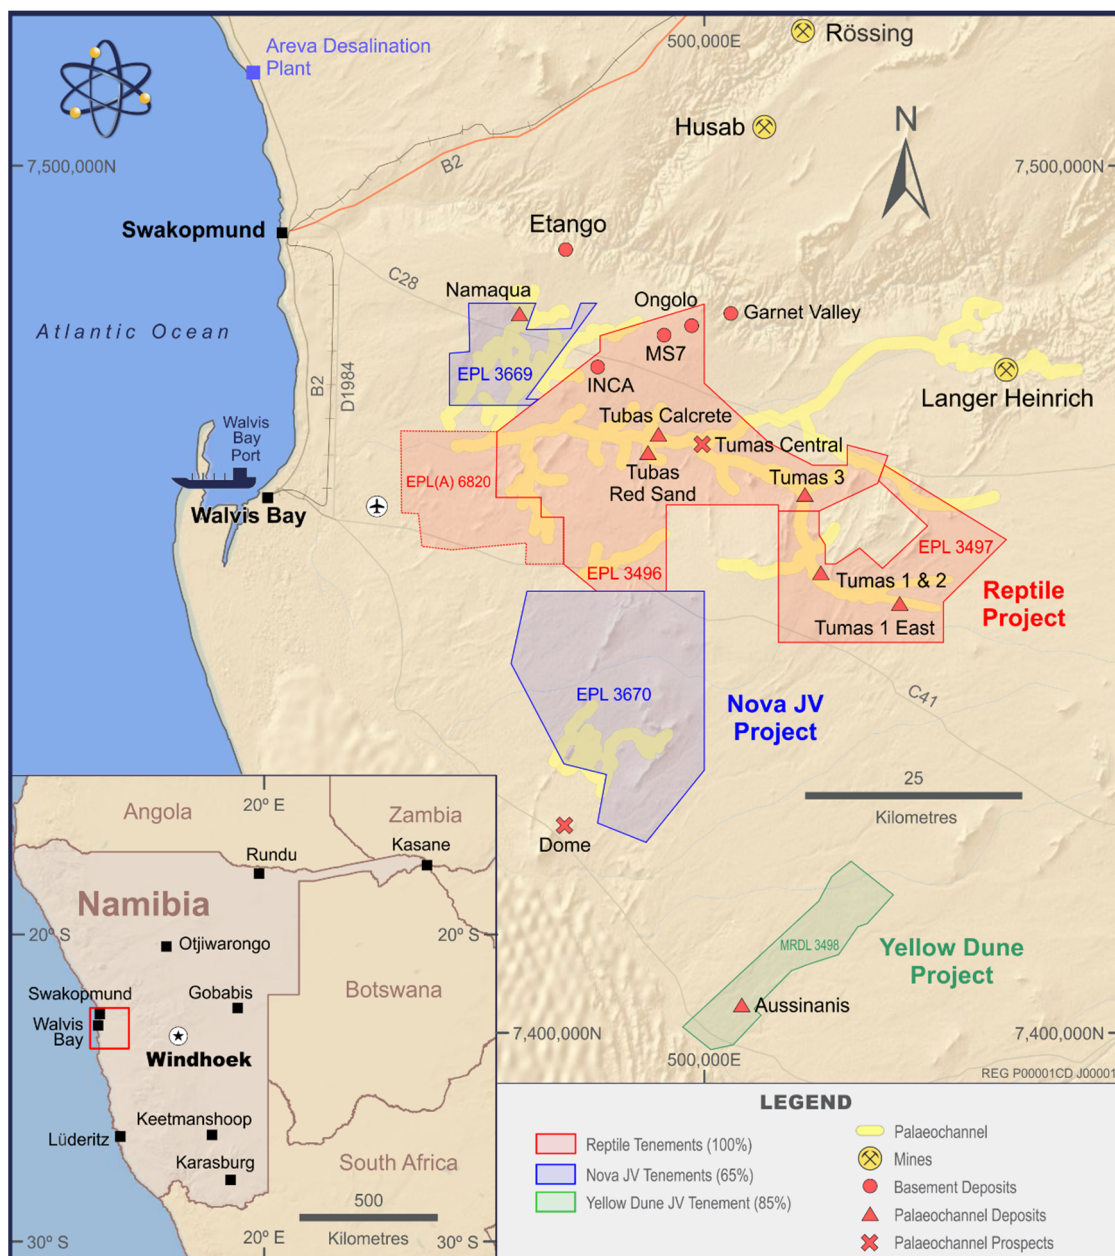 Areva Desalination
Plant
500,000E
Rössing
Husab
N
7,500,000N
B2
7,500,000N
Swakopmund
Etango
C28
Namaqua
Ongolo
Garnet Valley
Atlantic Ocean
MS7
B2
D1984
EPL 3669
INCA
Langer Heinrich
Walvis
Bay
Port
Tubas Calcrete
Tumas Central
EPL(A) 6820
Tubas
Red Sand
Tumas 3
Walvis Bay
EPL 3497
EPL 3496
Tumas 1 & 2
Reptile
Project
Tumas 1 East
EPL 3670
C41
Nova JV
Project
25
Kilometres
Dome
Angola
20º E
Zambia
Kasane
Rundu
Namibia
20º S
20º S
Otjiwarongo
MRDL 3498
Yellow Dune
Project
Swakopmund
Gobabis
Botswana
Aussinanis
Walvis
Bay
Windhoek
7,400,000N
7,400,000N
500,000E
REG P00001CD J00001
Lüderitz
Keetmanshoop
Karasburg
South Africa
500
Kilometres
30º S
20º E
30º S
LEGEND
Reptile Tenements (100%)
Nova JV Tenements (65%)
Yellow Dune JV Tenement (85%)
Palaeochannel
Mines
Basement Deposits
Palaeochannel Deposits
Palaeochannel Prospects